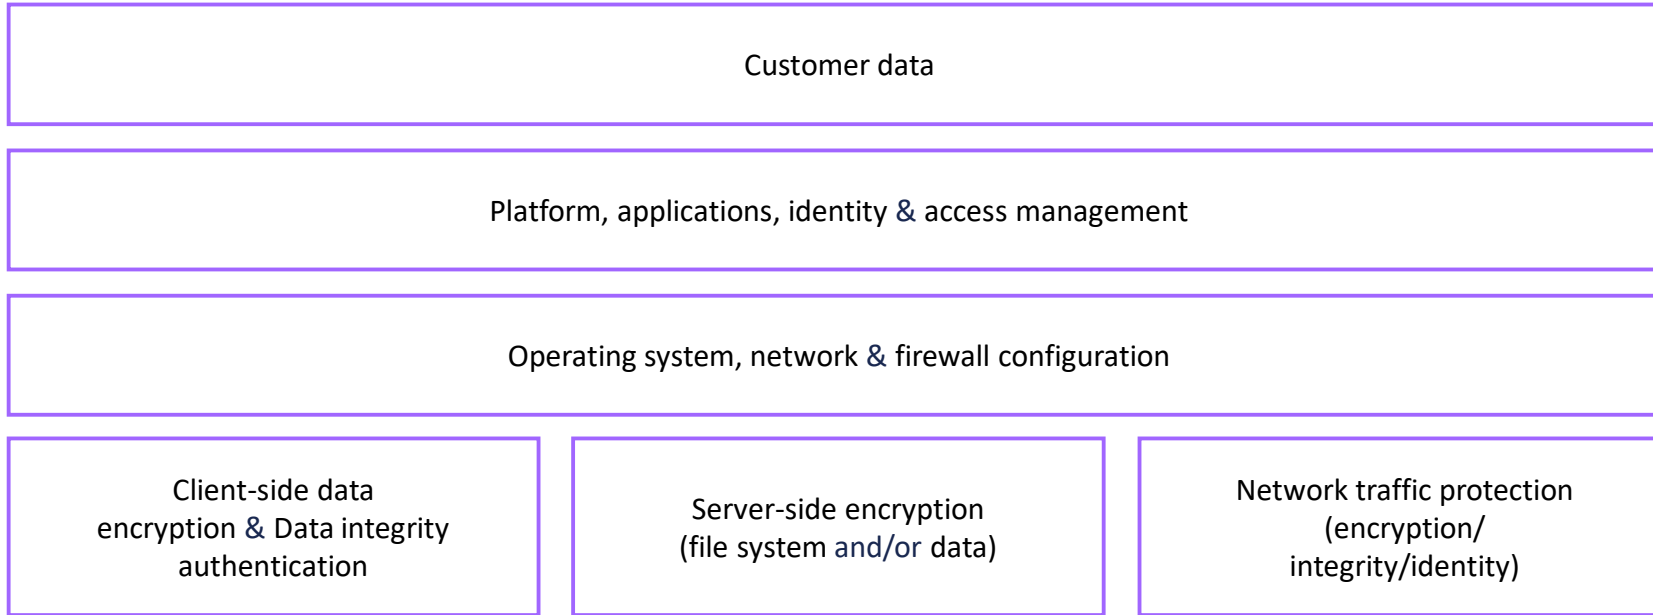 Customer data
Platform, applications, identity & access management
Operating system, network & firewall configuration
Client-side data
encryption & Data integrity
authentication
Server-side encryption
(file system and/or data)
Network traffic protection
(encryption/
integrity/identity)